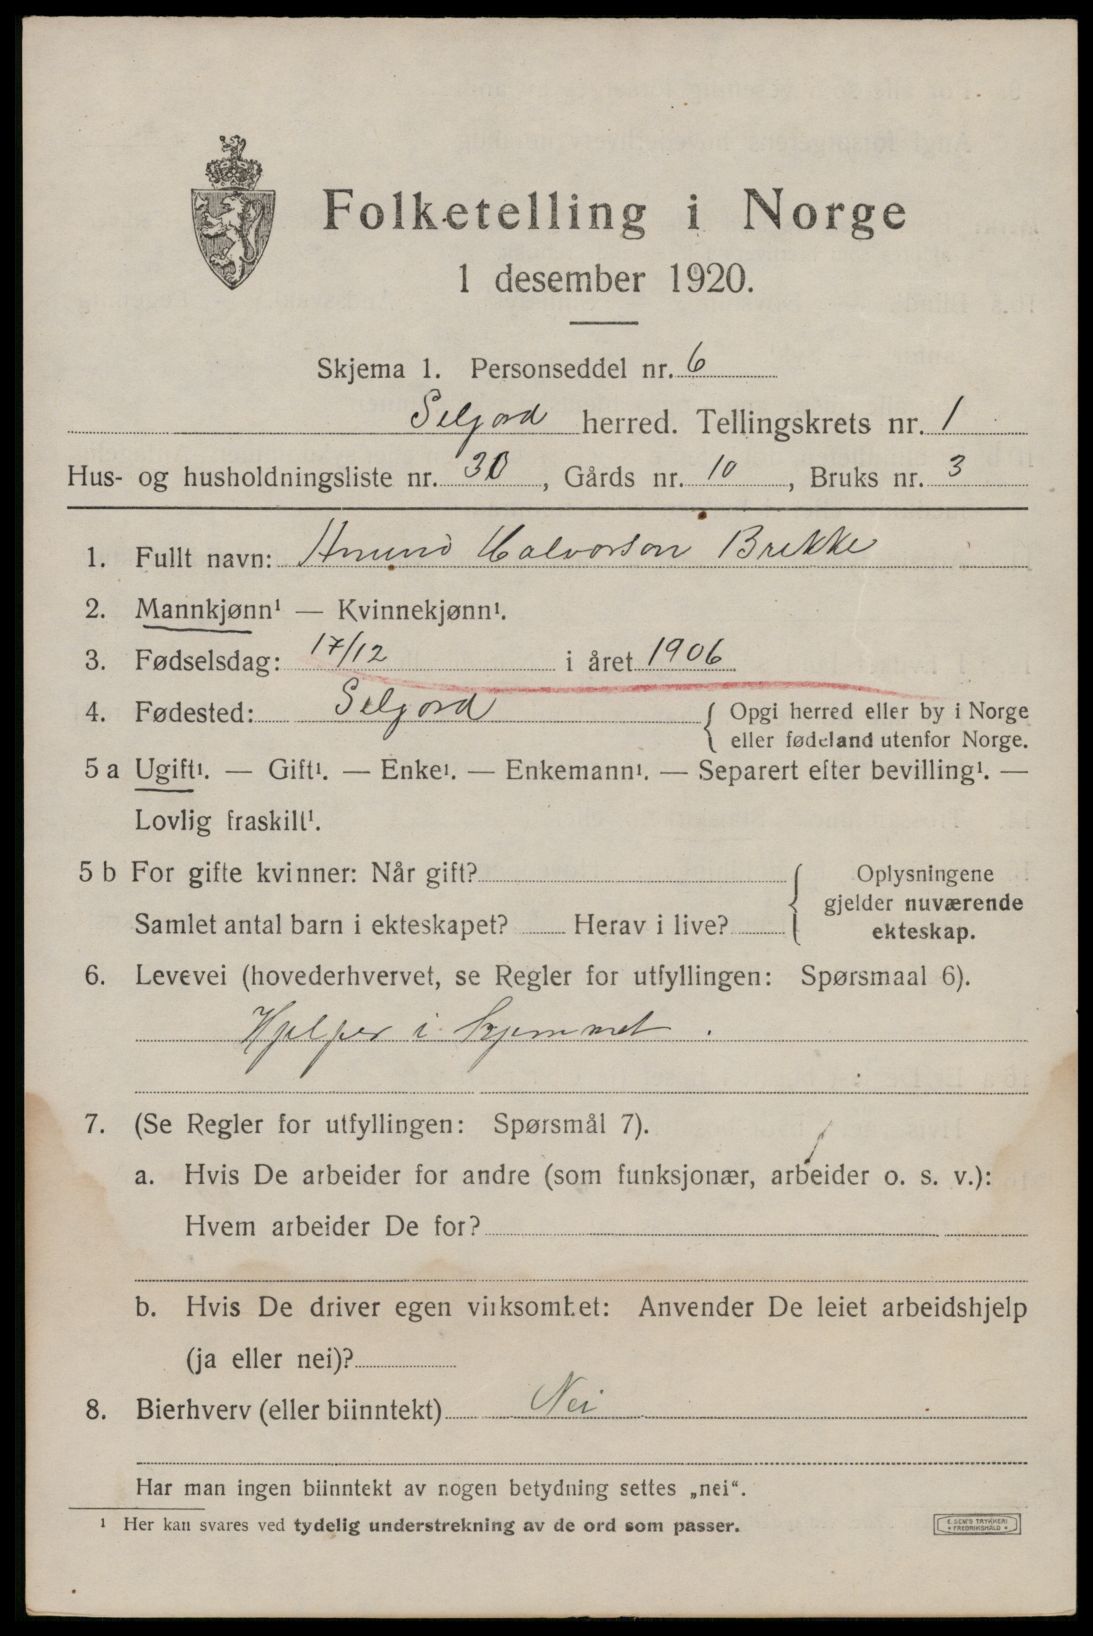 Folketelling i Norge
1 desember 1920.
Skjema 1. Personseddel nr. 6
Seljord herred. Tellingskrets nr. 1
Hus- og husholdningsliste nr. 30, Gårds nr. 10, Bruks nr. 3
1. Fullt navn: Amund Halvorson Brekke
2. Mannkjønn¹ — Kvinnekjønn¹.
3. Fødselsdag: 17/12 i året 1906
4. Fødested: Seljord { Opgi herred eller by i Norge
eller fødeland utenfor Norge.
5 a Ugift¹. — Gift¹. — Enke¹. — Enkemann¹. — Separert efter bevilling¹. —
Lovlig fraskilt¹.
5 b For gifte kvinner: Når gift? { Oplysningene
gjelder nuværende
Samlet antal barn i ekteskapet? Herav i live? ekteskap.
6. Levevei (hovederhvervet, se Regler for utfyllingen: Spørsmaal 6).
Hjelper i hjemmet.
7. (Se Regler for utfyllingen: Spørsmål 7).
a. Hvis De arbeider for andre (som funksjonær, arbeider o. s. v.):
Hvem arbeider De for?
b. Hvis De driver egen virksomhet: Anvender De leiet arbeidshjelp
(ja eller nei)?
8. Bierhverv (eller biinntekt) Nei
Har man ingen biinntekt av nogen betydning settes „nei“.
¹ Her kan svares ved tydelig understrekning av de ord som passer.
E. SEM'S TRYKKERI
• FREDRIKSHALD •